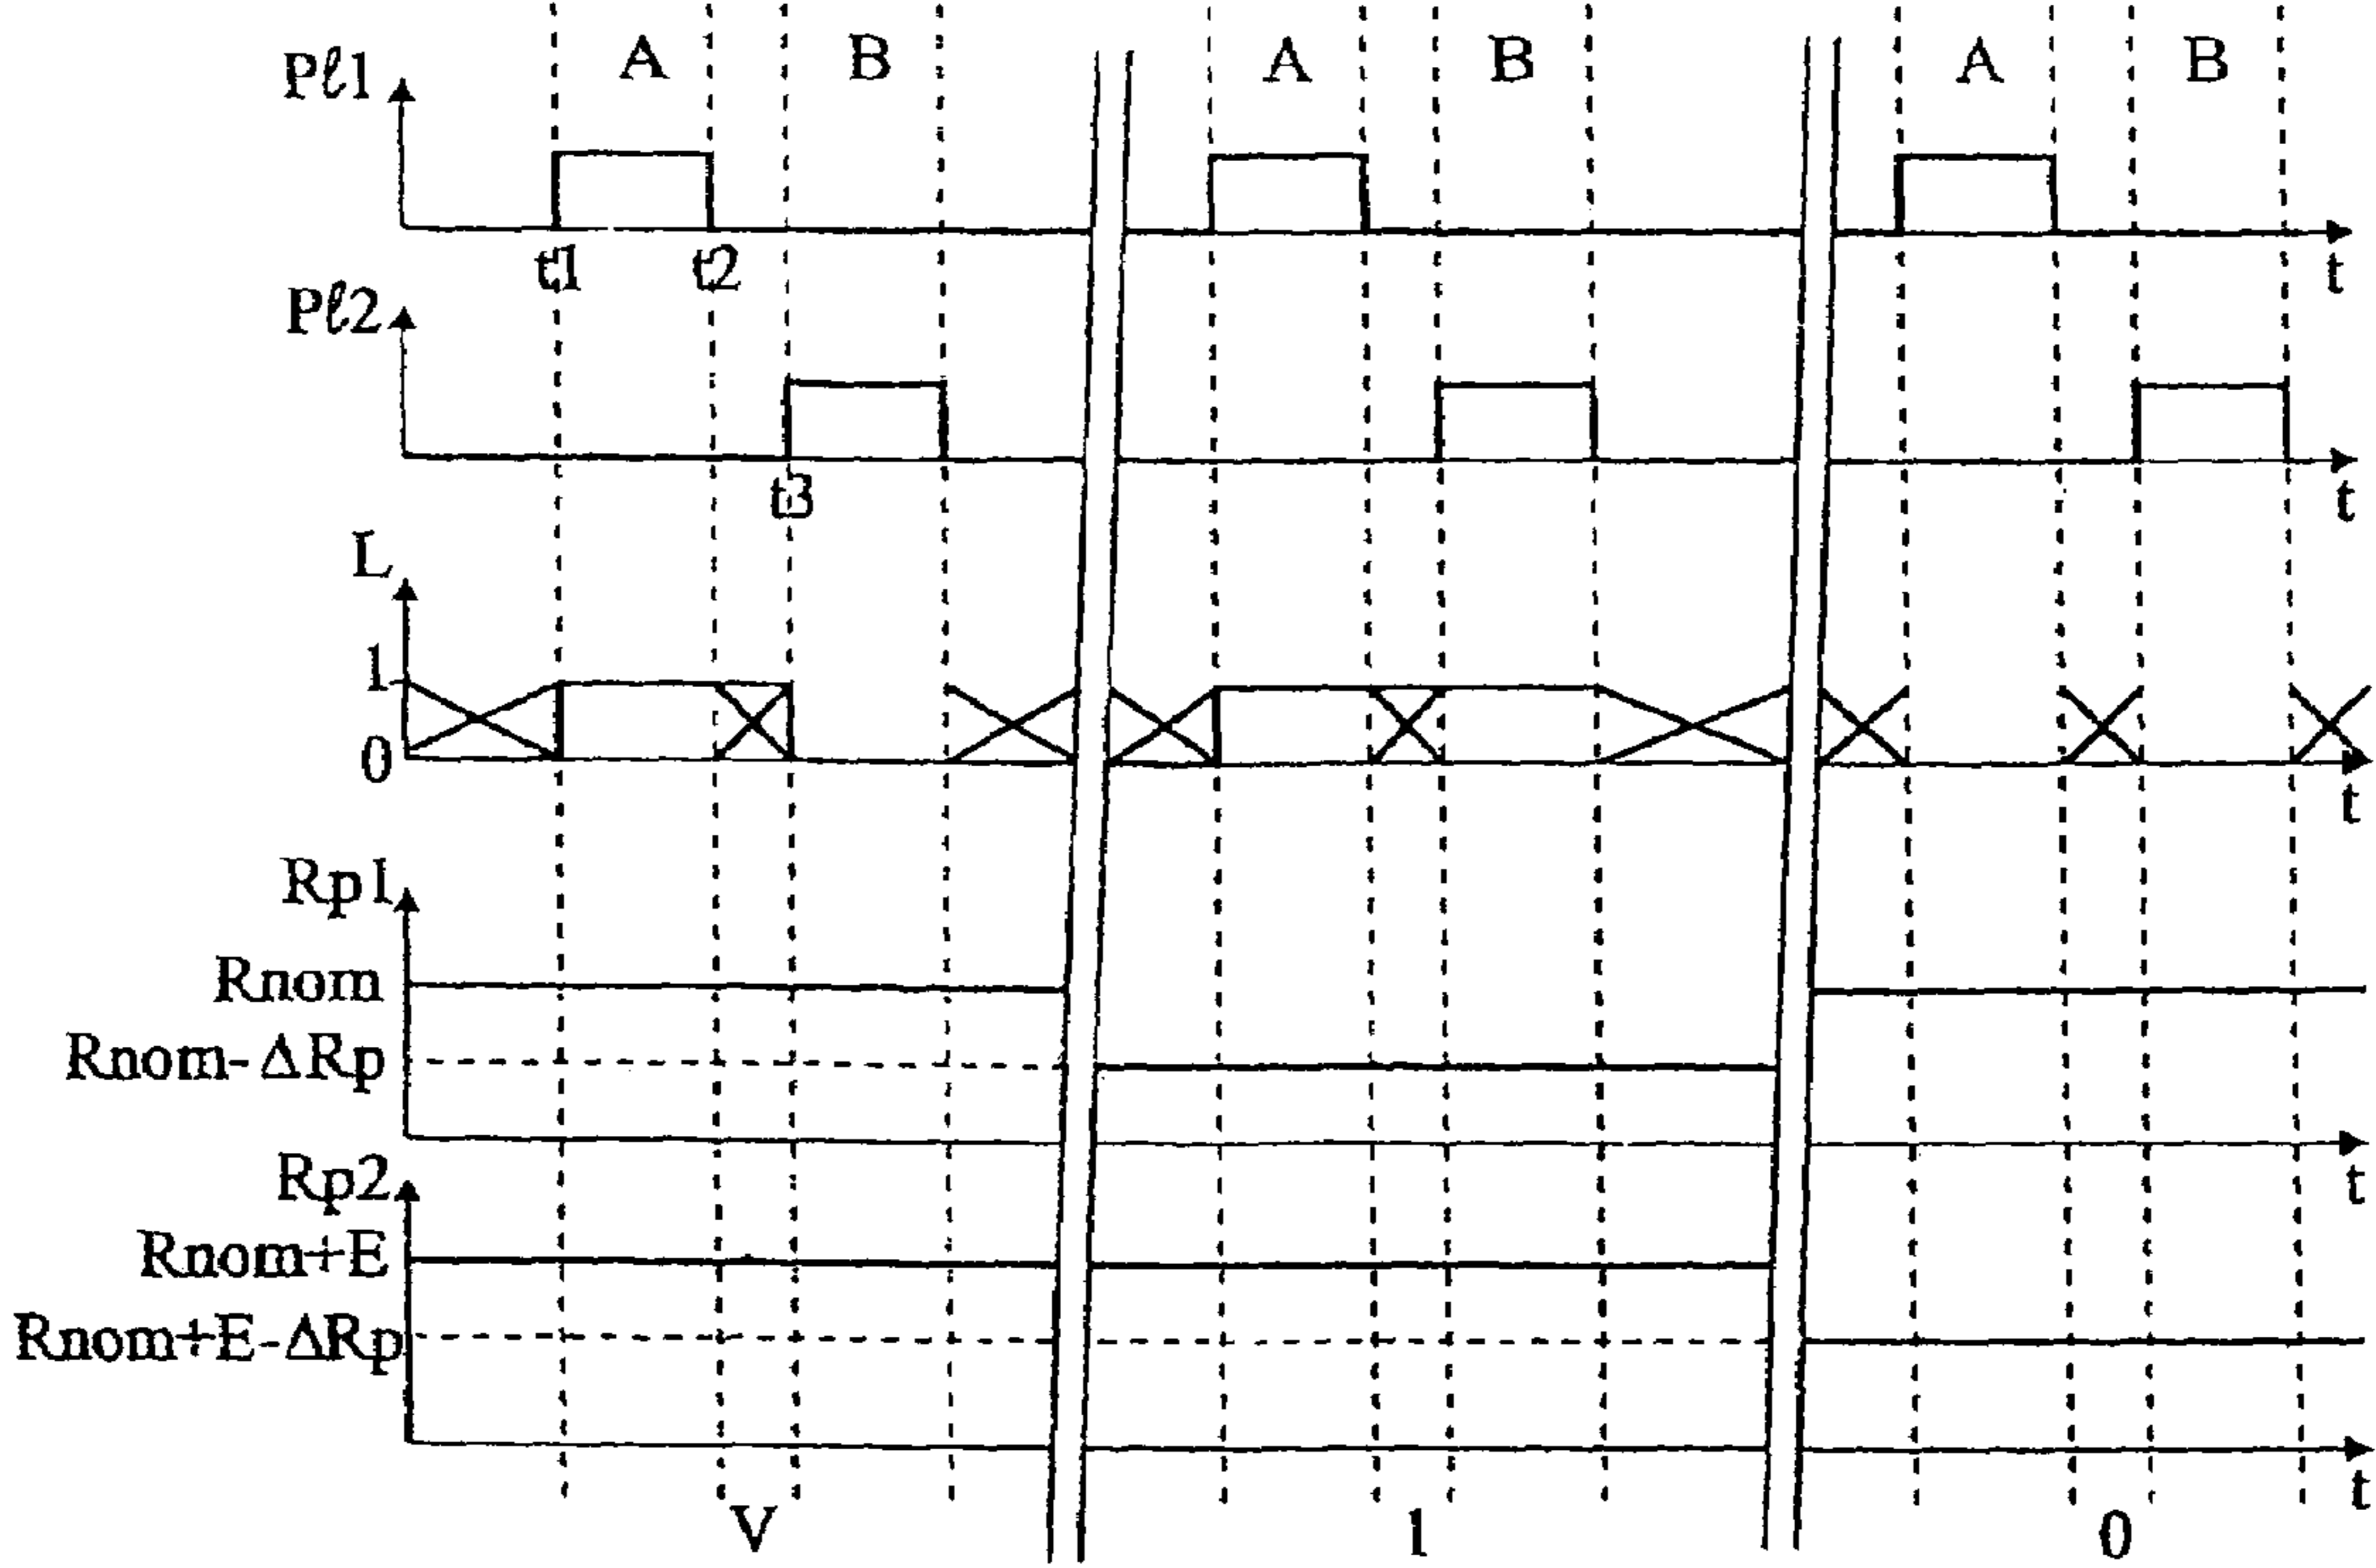 A B A B A B
Pℓ1
t1 t2 t
Pℓ2
t3 t
L
1
0
t
Rp1
Rnom
Rnom-ΔRp
t
Rp2
Rnom+E
Rnom+E-ΔRp
t
V 1 0